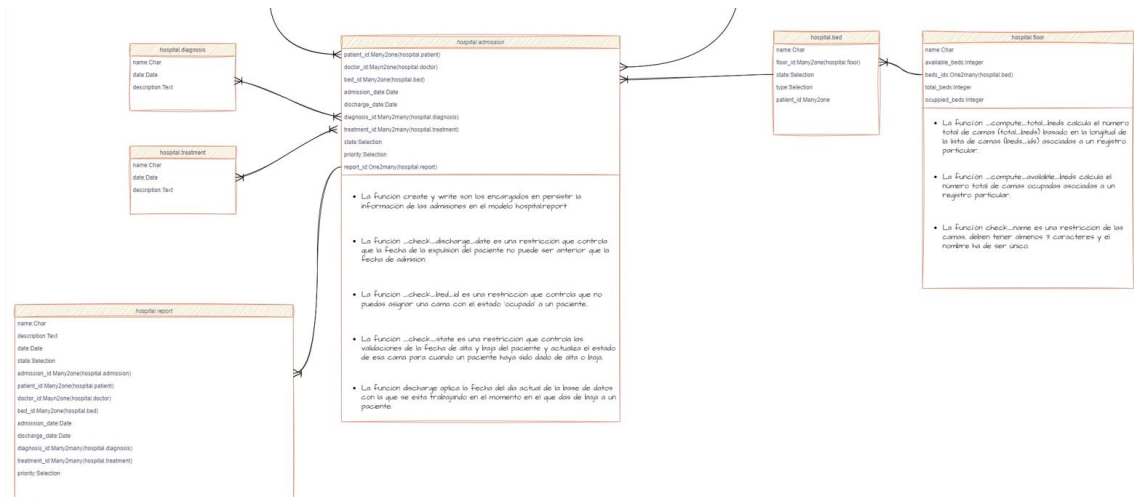 hospital.diagnosis
name:Char
date:Date
description:Text
hospital.treatment
name:Char
date:Date
description:Text
hospital.report
name:Char
description:Text
date:Date
state:Selection
admission_id:Many2one(hospital.admission)
patient_id:Many2one(hospital.patient)
doctor_id:Mayn2one(hospital.doctor)
bed_id:Many2one(hospital.bed)
admission_date:Date
discharge_date:Date
diagnosis_id:Many2many(hospital.diagnosis)
treatment_id:Many2many(hospital.treatment)
priority:Selection
hospital.admission
patient_id:Many2one(hospital.patient)
doctor_id:Mayn2one(hospital.doctor)
bed_id:Many2one(hospital.bed)
admission_date:Date
discharge_date:Date
diagnosis_id:Many2many(hospital.diagnosis)
treatment_id:Many2many(hospital.treatment)
state:Selection
priority:Selection
report_id:One2many(hospital.report)
• La función create y write son los encargados en persistir la
información de las admisiones en el modelo hospital.report
• La función _check_discharge_date es una restricción que controla
que la fecha de la expulsión del paciente no puede ser anterior que la
fecha de admisión.
• La función _check_bed_id es una restricción que controla que no
puedas asignar una cama con el estado 'ocupada' a un paciente.
• La función _check_state es una restricción que controla las
validaciones de la fecha de alta y baja del paciente y actualiza el estado
de esa cama para cuando un paciente haya sido dado de alta o baja.
• La función discharge aplica la fecha del día actual de la base de datos
con la que se esta trabajando en el momento en el que das de baja a un
paciente.
hospital.bed
name:Char
floor_id:Many2one(hospital.floor)
state:Selection
type:Selection
patient_id:Many2one
hospital.floor
name:Char
available_beds:Integer
beds_ids:One2many(hospital.bed)
total_beds:Integer
ocuppied_beds:Integer
• La función _compute_total_beds calcula el número
total de camas (total_beds) basado en la longitud de
la lista de camas (beds_ids) asociadas a un registro
particular.
• La función _compute_available_beds calcula el
número total de camas ocupadas asociadas a un
registro particular.
• La función check_name es una restricción de las
camas, deben tener almenos 3 caracteres y el
nombre ha de ser único.